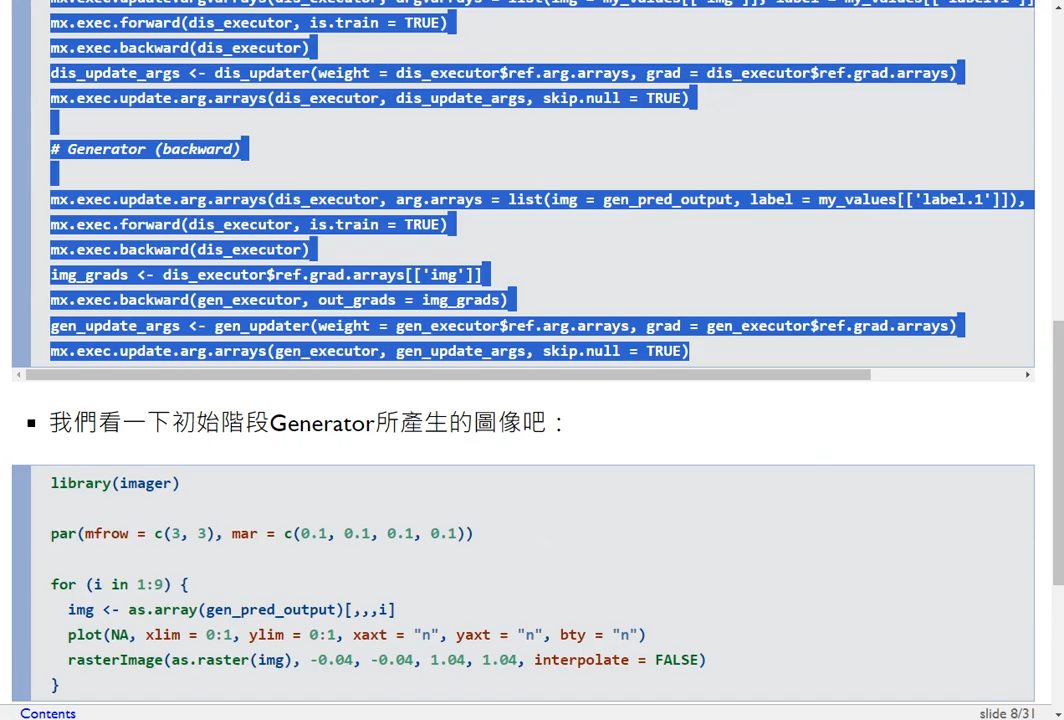 mx.exec.forward(dis_executor, is.train = TRUE)
mx.exec.backward(dis_executor)
dis_update_args <- dis_updater(weight = dis_executor$ref.arg.arrays, grad = dis_executor$ref.grad.arrays)
mx.exec.update.arg.arrays(dis_executor, dis_update_args, skip.null = TRUE)
# Generator (backward)
mx.exec.update.arg.arrays(dis_executor, arg.arrays = list(img = gen_pred_output, label = my_values[['label.1']]),
mx.exec.forward(dis_executor, is.train = TRUE)
mx.exec.backward(dis_executor)
img_grads <- dis_executor$ref.grad.arrays[['img']]
mx.exec.backward(gen_executor, out_grads = img_grads)
gen_update_args <- gen_updater(weight = gen_executor$ref.arg.arrays, grad = gen_executor$ref.grad.arrays)
mx.exec.update.arg.arrays(gen_executor, gen_update_args, skip.null = TRUE)
我們看一下初始階段Generator所產生的圖像吧：
library(imager)
par(mfrow = c(3, 3), mar = c(0.1, 0.1, 0.1, 0.1))
for (i in 1:9) {
img <- as.array(gen_pred_output)[,,,i]
plot(NA, xlim = 0:1, ylim = 0:1, xaxt = "n", yaxt = "n", bty = "n")
rasterImage(as.raster(img), -0.04, -0.04, 1.04, 1.04, interpolate = FALSE)
}
Contents
slide 8/31